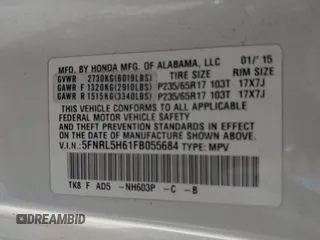 MFD. BY HONDA MFG. OF ALABAMA, LLC 01/'15
GVWR 2730KG(6019LBS) TIRE SIZE RIM SIZE
GAWR F 1320KG(2910LBS) P235/65R17 103T 17X7J
GAWR R 1515KG(3340LBS) P235/65R17 103T 17X7J
THIS VEHICLE CONFORMS TO ALL APPLICABLE
FEDERAL MOTOR VEHICLE SAFETY AND THEFT
PREVENTION STANDARDS IN EFFECT ON THE DATE
OF MANUFACTURE SHOWN ABOVE.
V.I.N: 5FNRL5H61FB055684 TYPE: MPV
TK8 F AD5 -NH603P -C -B
DREAMBID